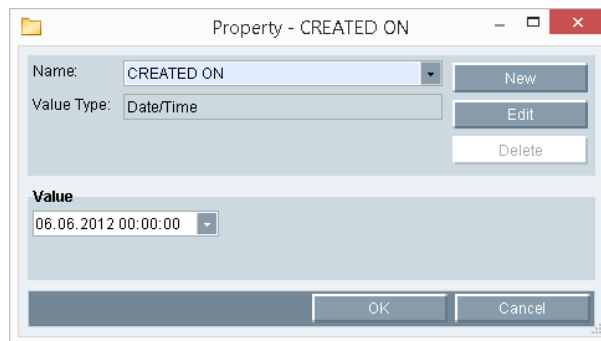 Property - CREATED ON
Name: CREATED ON
New
Value Type: Date/Time
Edit
Delete
Value
06.06.2012 00:00:00
OK Cancel